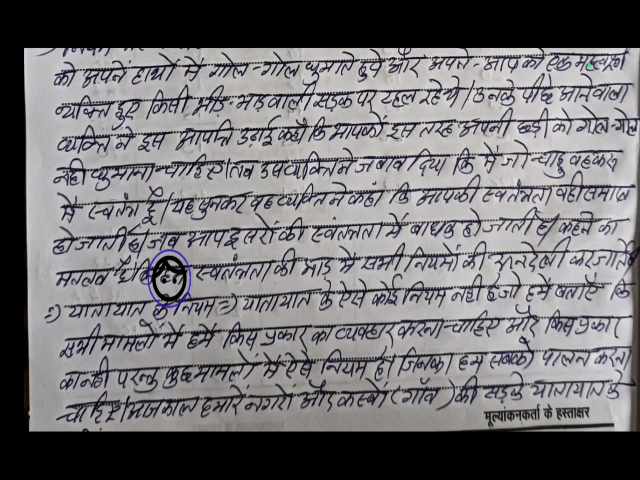 को अपने हाथों में गोल-गोल घुमाते हुये और अपने-आप को एक महत्वपूर्ण
व्यक्ति हुए किसी भीड़-भाड़ वाली सड़क पर टहल रहे थे। उनके पीछे आने वाला
व्यक्ति ने इस आपत्ति उठाई कहाँ कि आपको इस तरह अपनी छड़ी को गोल-गोल
नही घुमाना-चाहिए। तब उस व्यक्ति ने जवाब दिया कि मैं जो-चाहु वह करु
मैं स्वतंत्र हूँ। यह सुनकर वह व्यक्ति ने कहां कि आपकी स्वतंत्रता वही समाप्त
हो जाती है। जब आप दूसरों की स्वतंत्रता में बाधक हो जाती है। कहने का
मतलब है कि स्वतंत्रता की आड़ में सभी नियमों की अनदेखी कर जाते है
=) यातायात के नियम => यातायात के ऐसे कोई नियम नही है जो हमें बताएँ कि
सभी मामलों में हमें किस प्रकार का व्यवहार करना-चाहिए और किस प्रकार
का नही परन्तु कुछ मामलों में ऐसे नियम है। जिनका हम सबको पालन करना
चाहिए। आजकाल हमारे नगरों और कस्बों (गाँव) की सड़के यातायात के
मूल्यांकनकर्ता के हस्ताक्षर